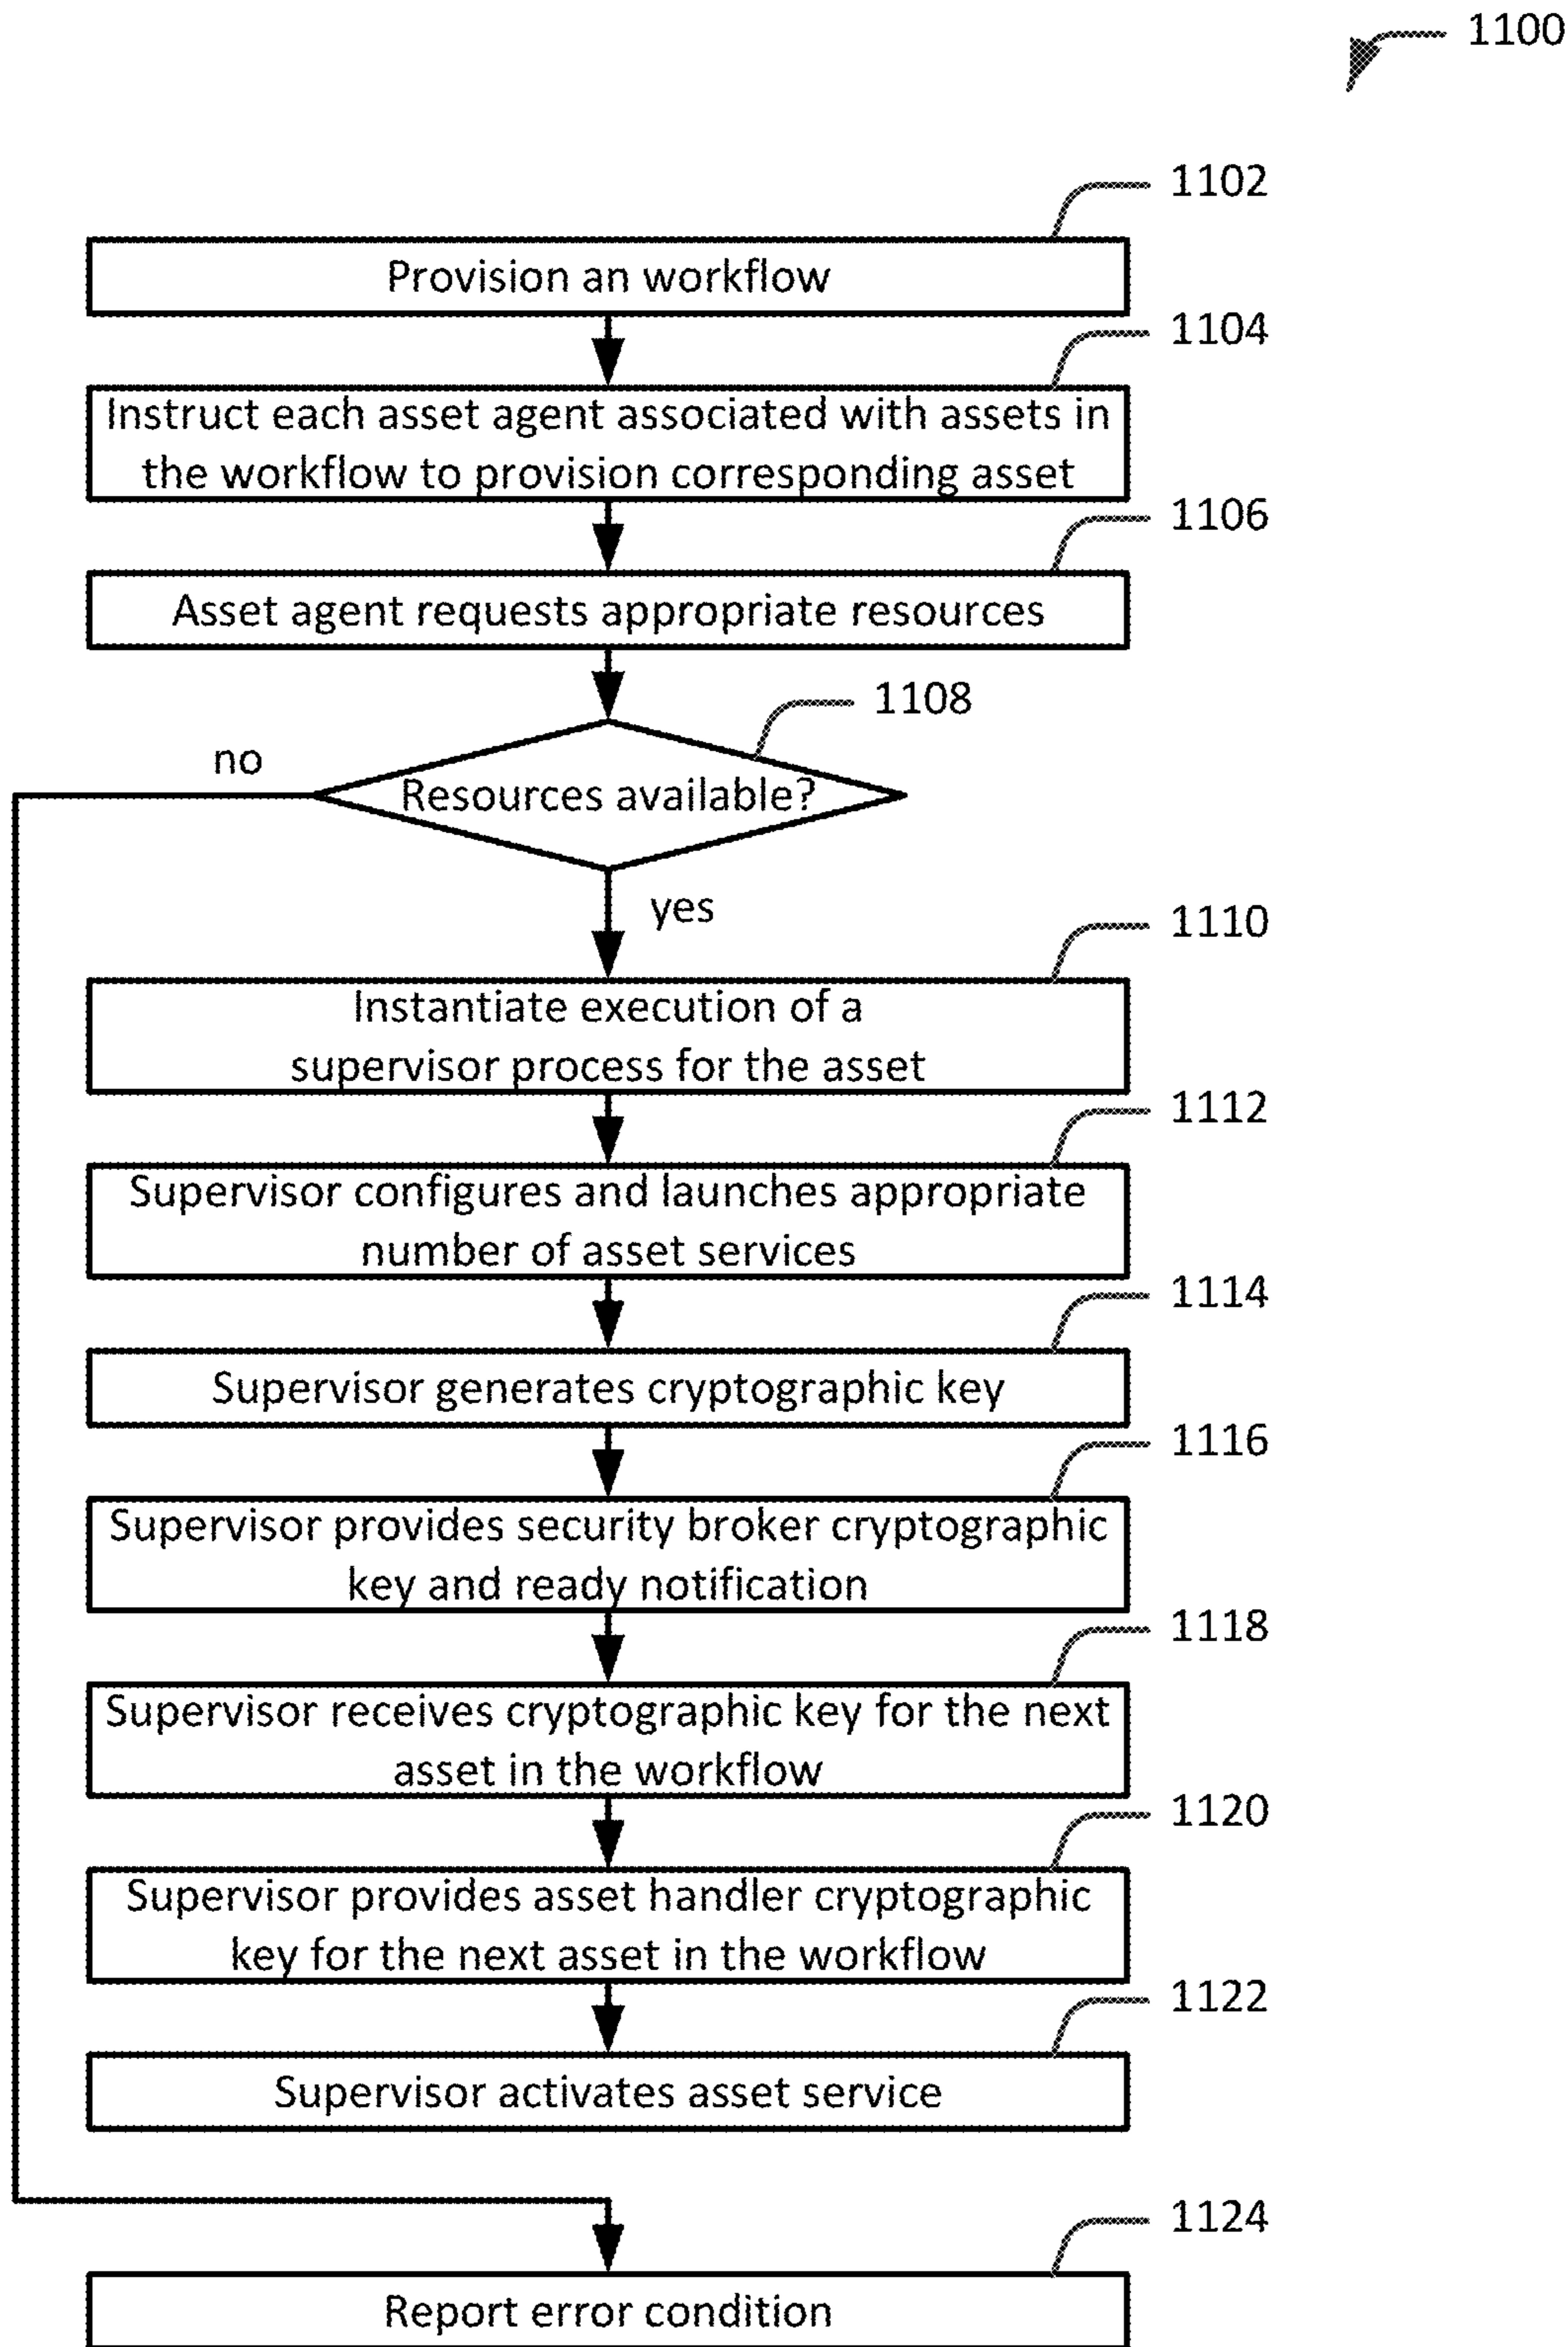 1100
1102
Provision an workflow
1104
Instruct each asset agent associated with assets in
the workflow to provision corresponding asset
1106
Asset agent requests appropriate resources
1108
no
Resources available?
yes
1110
Instantiate execution of a
supervisor process for the asset
1112
Supervisor configures and launches appropriate
number of asset services
1114
Supervisor generates cryptographic key
1116
Supervisor provides security broker cryptographic
key and ready notification
1118
Supervisor receives cryptographic key for the next
asset in the workflow
1120
Supervisor provides asset handler cryptographic
key for the next asset in the workflow
1122
Supervisor activates asset service
1124
Report error condition